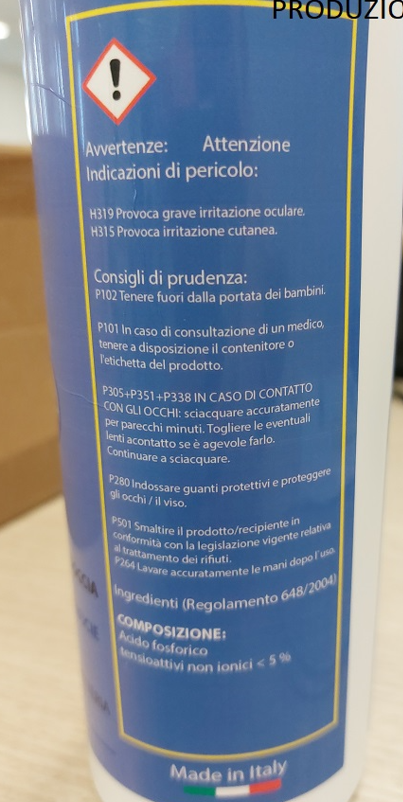 PRODUZIO
Avvertenze: Attenzione
Indicazioni di pericolo:
H319 Provoca grave irritazione oculare.
H315 Provoca irritazione cutanea.
Consigli di prudenza:
P102 Tenere fuori dalla portata dei bambini.
P101 In caso di consultazione di un medico,
tenere a disposizione il contenitore o
l'etichetta del prodotto.
P305+P351+P338 IN CASO DI CONTATTO
CON GLI OCCHI: sciacquare accuratamente
per parecchi minuti. Togliere le eventuali
lenti acontatto se è agevole farlo.
Continuare a sciacquare.
P280 Indossare guanti protettivi e proteggere
gli occhi / il viso.
P501 Smaltire il prodotto/recipiente in
conformità con la legislazione vigente relativa
al trattamento dei rifiuti.
P264 Lavare accuratamente le mani dopo l'uso.
Ingredienti (Regolamento 648/2004)
COMPOSIZIONE:
Acido fosforico
tensioattivi non ionici < 5 %
Made in Italy